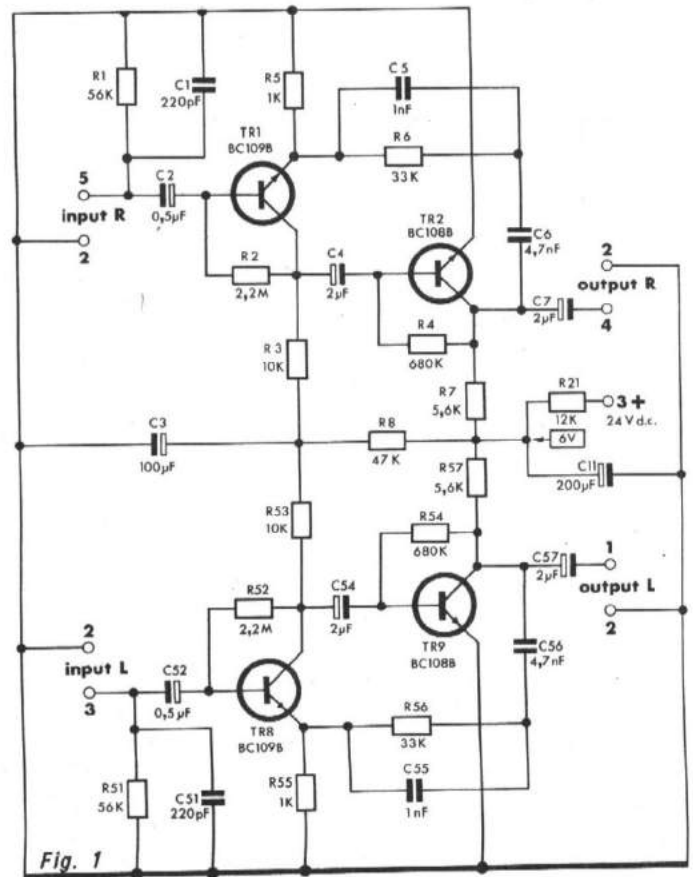 R1
56K
C1
220pF
R5
1K
C5
1nF
R6
33K
TR1
BC109B
5
input R
2
C2
0,5µF
TR2
BC108B
C6
4,7nF
2
output R
4
R2
2,2M
C4
2µF
C7
2µF
R3
10K
R4
680K
R7
5,6K
R21
12K
3+
24 V d.c.
6V
C3
100µF
R8
47 K
C11
200µF
R57
5,6K
R53
10K
R54
680K
C57
2µF
1
output L
2
R52
2,2M
C54
2µF
TR9
BC108B
C56
4,7nF
2
input L
3
C52
0,5µF
TR8
BC109B
R56
33K
R51
56K
C51
220pF
R55
1K
C55
1nF
Fig. 1